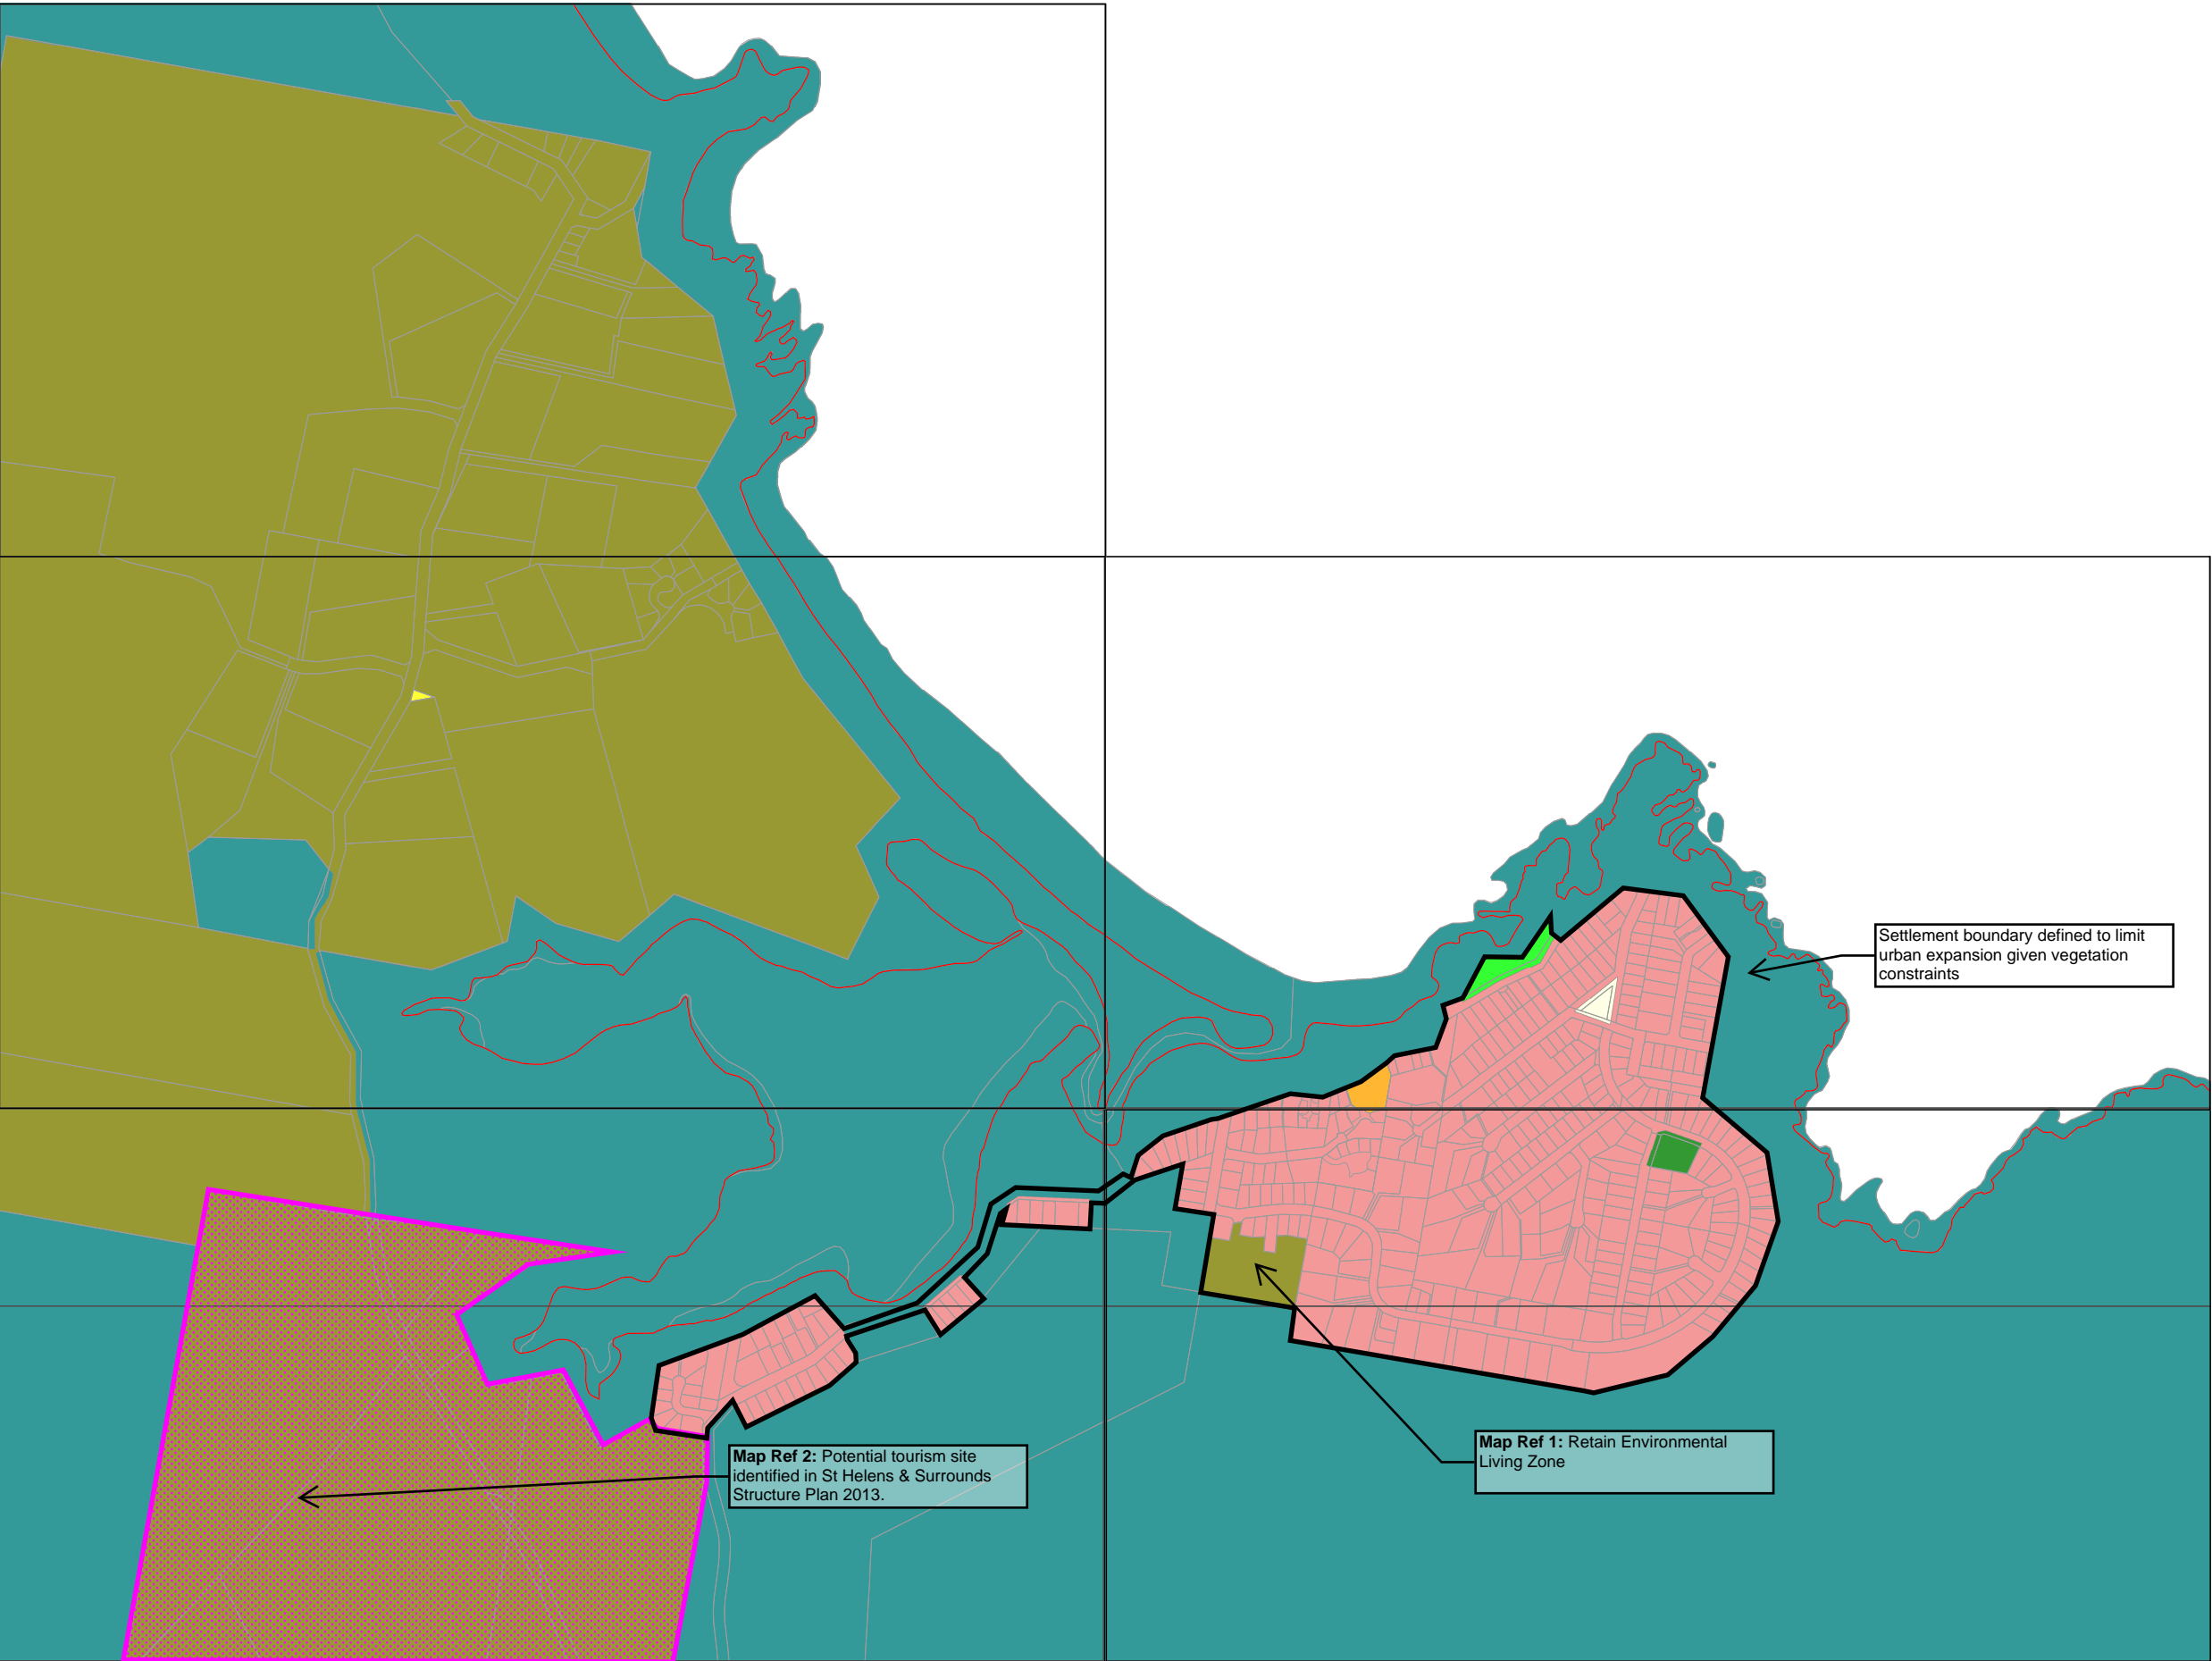 Settlement boundary defined to limit
urban expansion given vegetation
constraints
Map Ref 2: Potential tourism site
identified in St Helens & Surrounds
Structure Plan 2013.
Map Ref 1: Retain Environmental
Living Zone